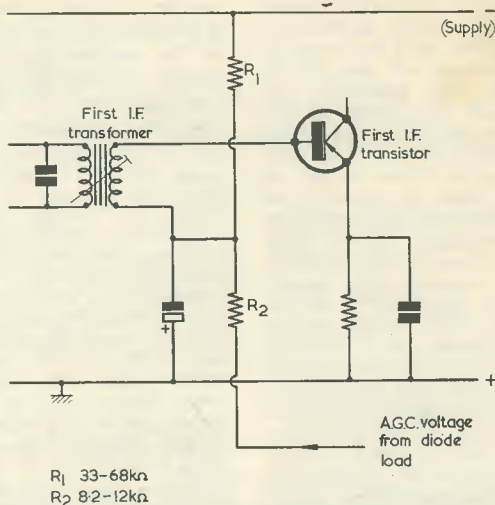 (Supply) -
R1
First I.F.
transformer
First I.F.
transistor
+
R2
+
A.G.C. voltage
from diode
load
R1 33-68kΩ
R2 8·2-12kΩ